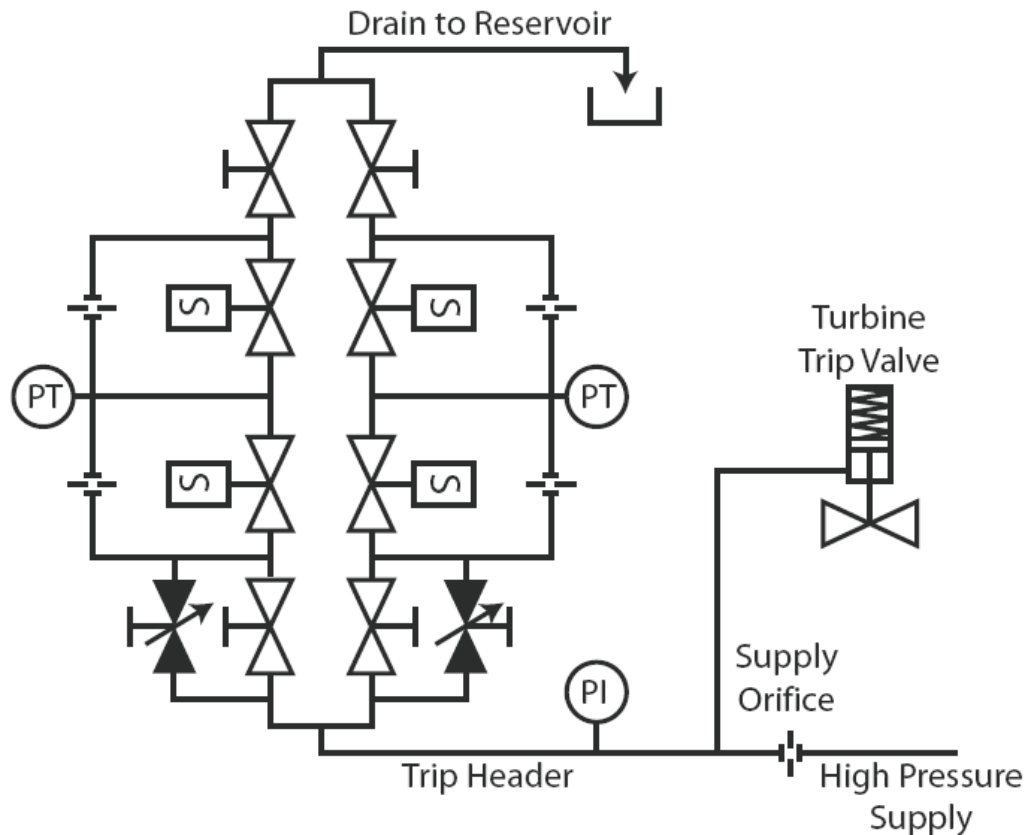 Drain to Reservoir
S
S
Turbine
Trip Valve
PT
PT
S
S
Supply
Orifice
PI
Trip Header
High Pressure
Supply